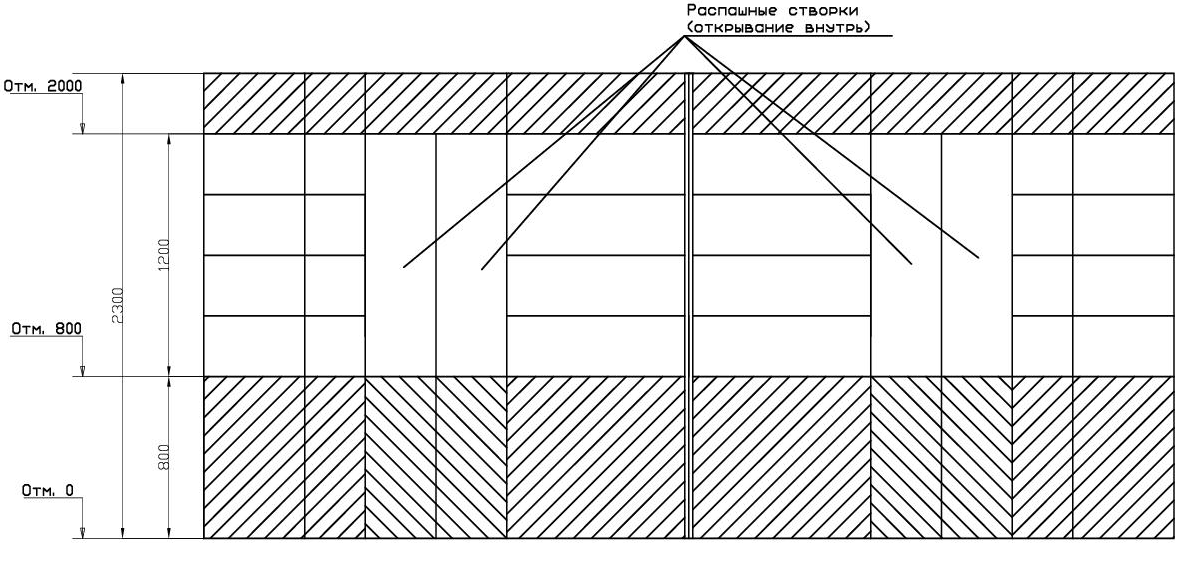 Распашные створки
(открывание внутрь)
Отм. 2000
1200
2300
Отм. 800
800
Отм. 0